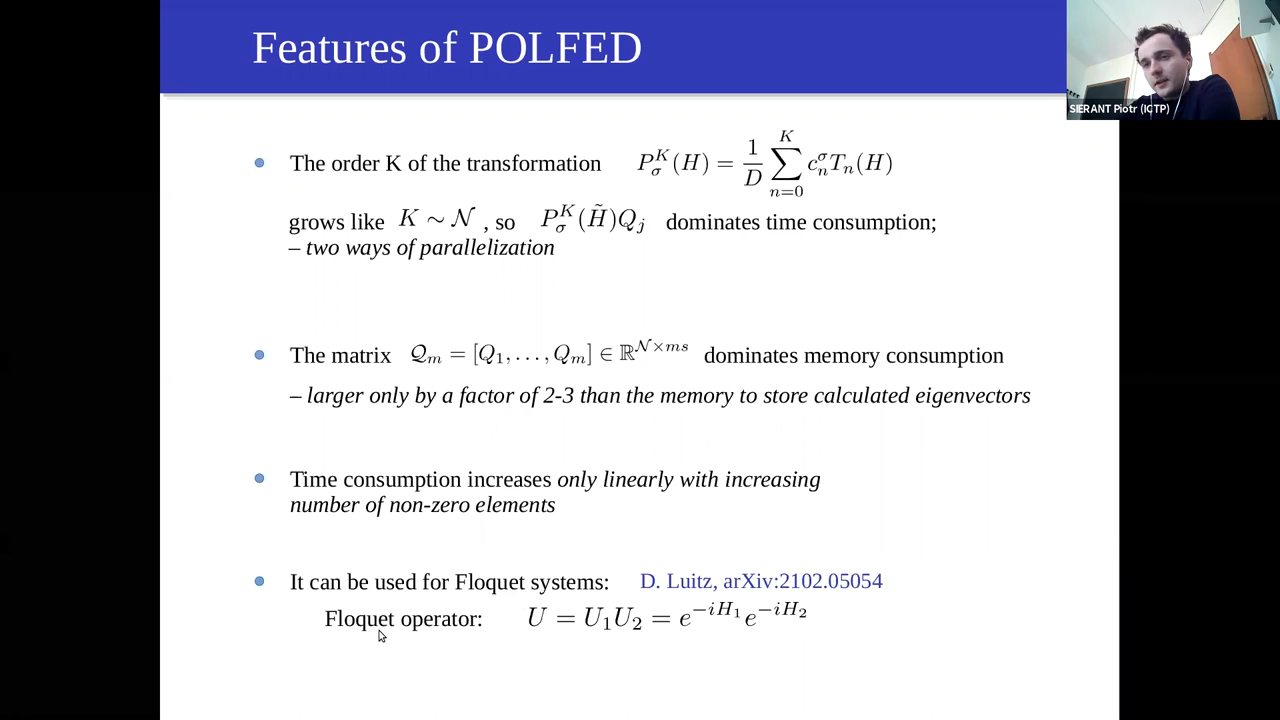 Features of POLFED
SIERANT Piotr (ICTP)
The order K of the transformation P_σ^K(H) = 1/D ∑_{n=0}^{K} c_n^σ T_n(H)
grows like K ∼ 𝒩 , so P_σ^K(H̃)Q_j dominates time consumption;
– two ways of parallelization
The matrix 𝒬_m = [Q_1, . . . , Q_m] ∈ ℝ^{𝒩×ms} dominates memory consumption
– larger only by a factor of 2-3 than the memory to store calculated eigenvectors
Time consumption increases only linearly with increasing
number of non-zero elements
It can be used for Floquet systems: D. Luitz, arXiv:2102.05054
Floquet operator: U = U_1U_2 = e^{−iH_1}e^{−iH_2}